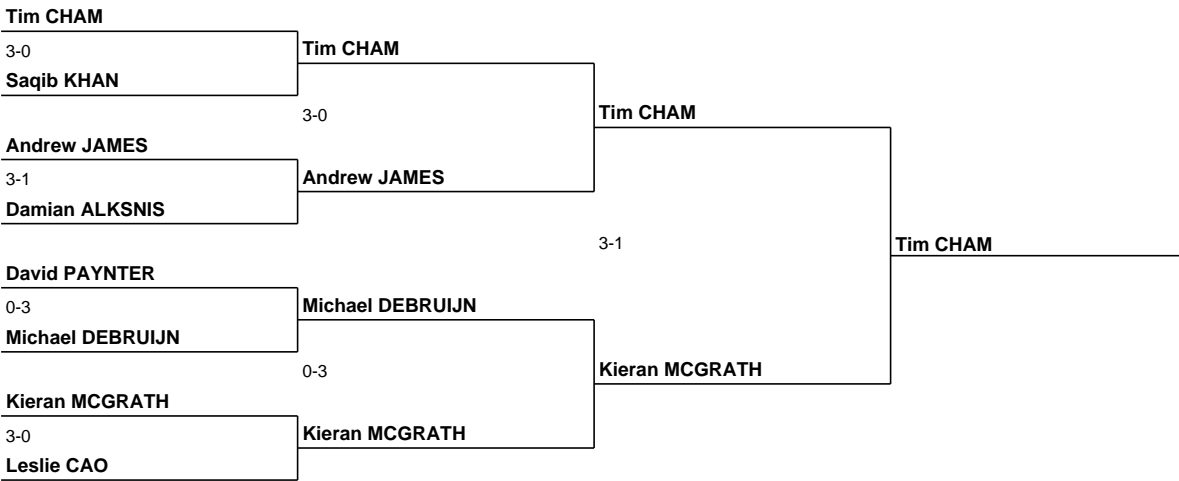 Tim CHAM
3-0
Tim CHAM
Saqib KHAN
3-0
Tim CHAM
Andrew JAMES
3-1
Andrew JAMES
Damian ALKSNIS
3-1
Tim CHAM
David PAYNTER
0-3
Michael DEBRUIJN
Michael DEBRUIJN
0-3
Kieran MCGRATH
Kieran MCGRATH
3-0
Kieran MCGRATH
Leslie CAO